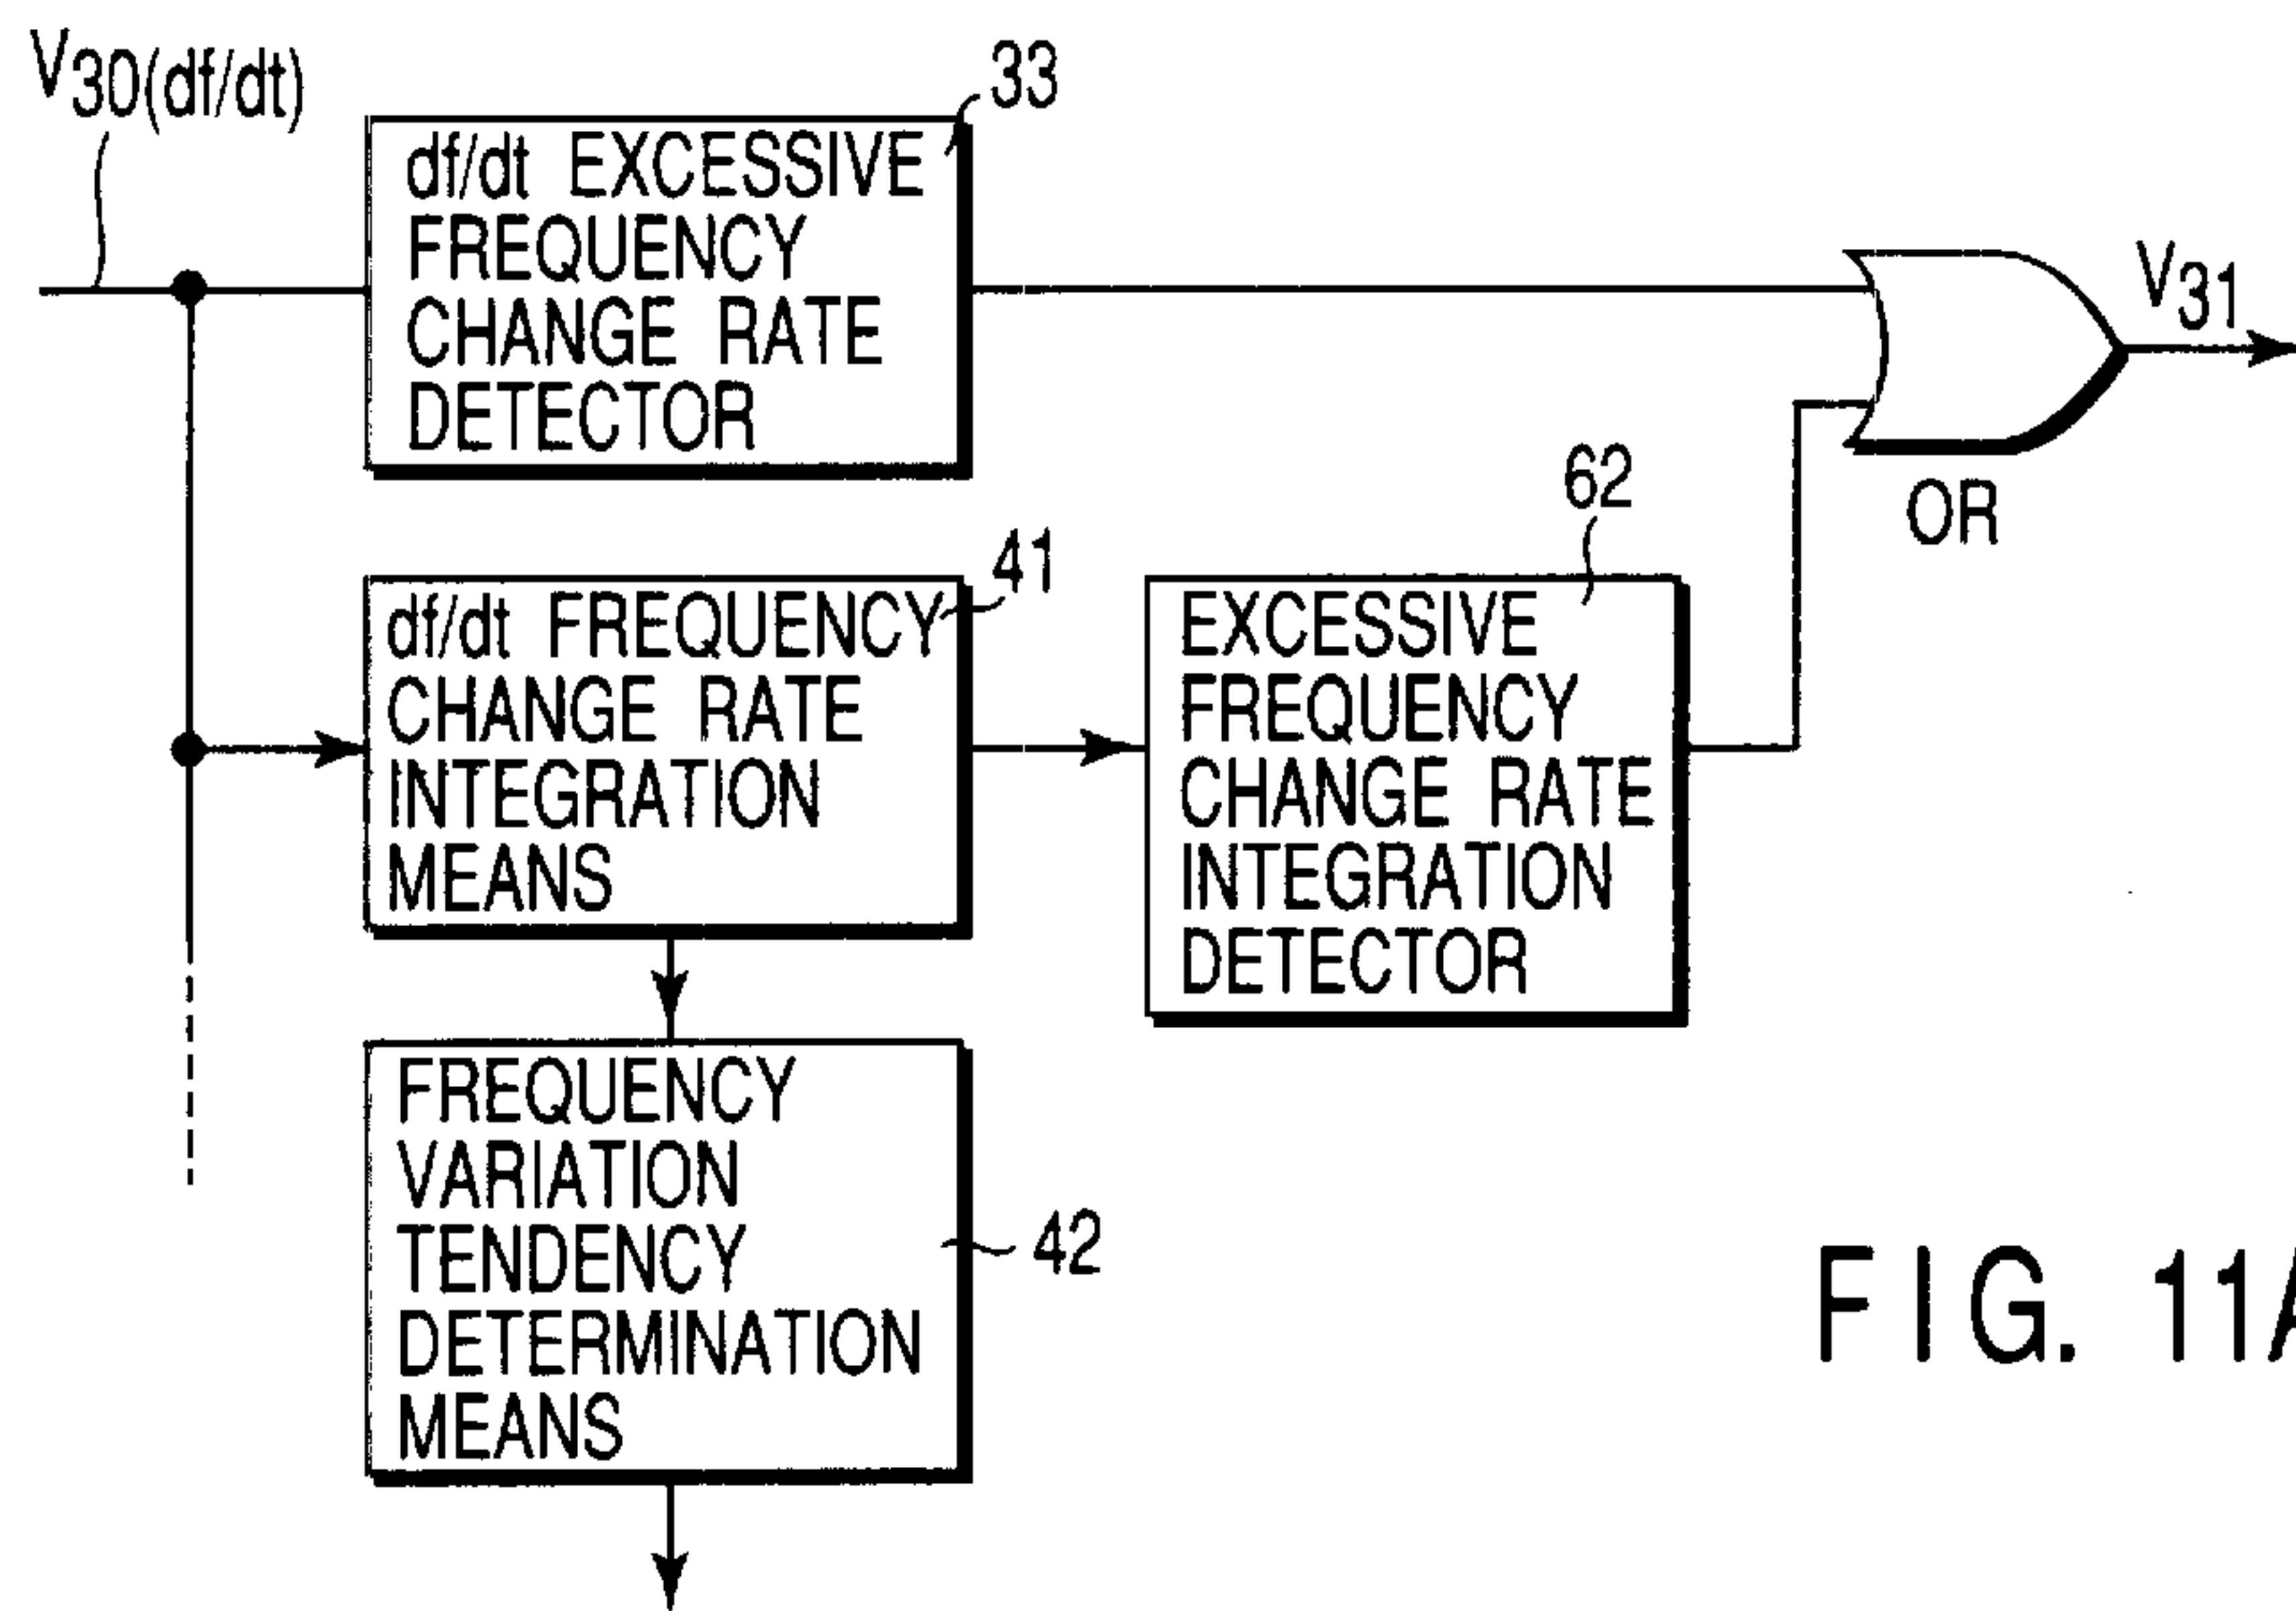 V30(df/dt)
33
df/dt EXCESSIVE
FREQUENCY
CHANGE RATE
DETECTOR
V31
OR
62
41
df/dt FREQUENCY
CHANGE RATE
INTEGRATION
MEANS
EXCESSIVE
FREQUENCY
CHANGE RATE
INTEGRATION
DETECTOR
FREQUENCY
VARIATION
TENDENCY
DETERMINATION
MEANS
42
FIG. 11A